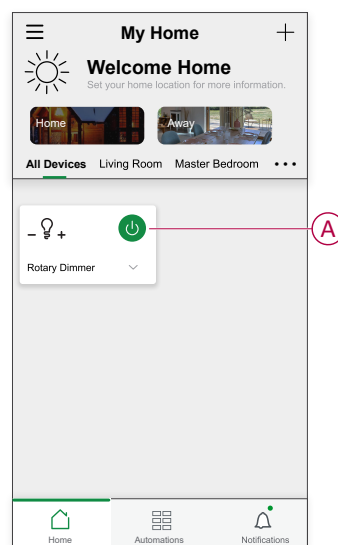 My Home
Welcome Home
Set your home location for more information.
Home Away
All Devices Living Room Master Bedroom
A
Rotary Dimmer
Home Automations Notifications